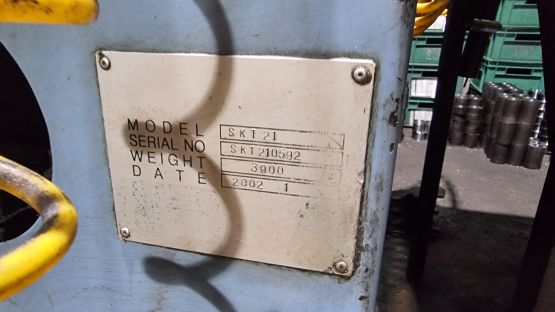 MODEL SKT21
SERIAL NO SKT210592
WEIGHT 3900
DATE 2002 1